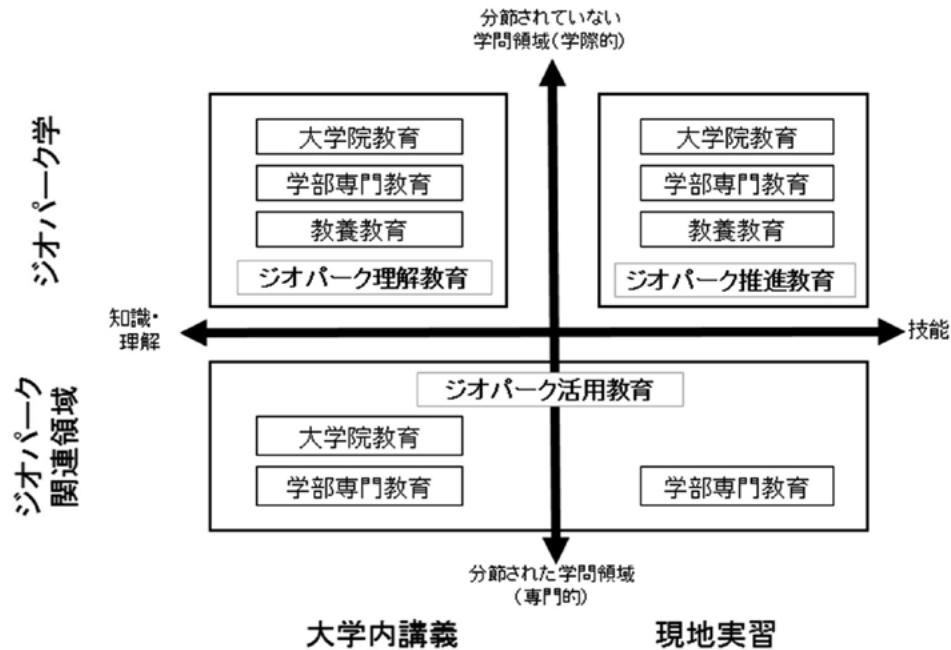 分節されていない
学問領域(学際的)
ジオパーク学
大学院教育
学部専門教育
教養教育
ジオパーク理解教育
大学院教育
学部専門教育
教養教育
ジオパーク推進教育
知識・
理解
技能
ジオパーク
関連領域
ジオパーク活用教育
大学院教育
学部専門教育
学部専門教育
分節された学問領域
(専門的)
大学内講義
現地実習